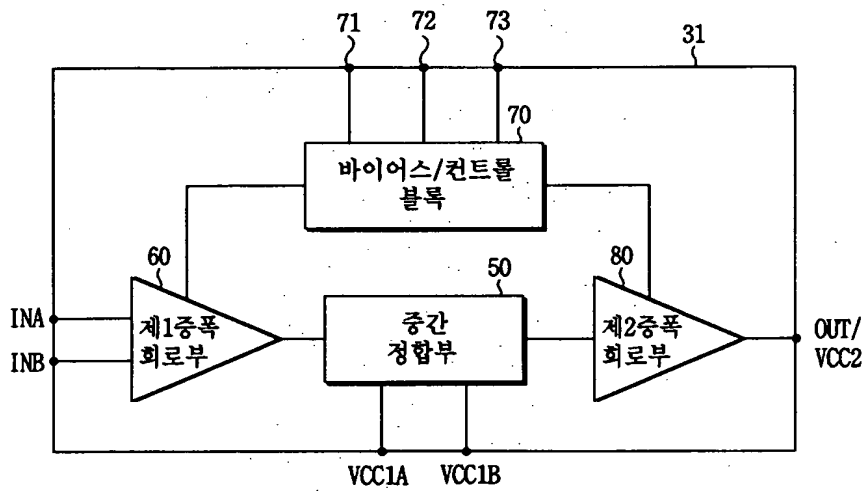 71
72
73
31
70
바이어스/컨트롤
블록
60
50
80
INA
INB
제1증폭
회로부
중간
정합부
제2증폭
회로부
OUT/
VCC2
VCC1A
VCC1B